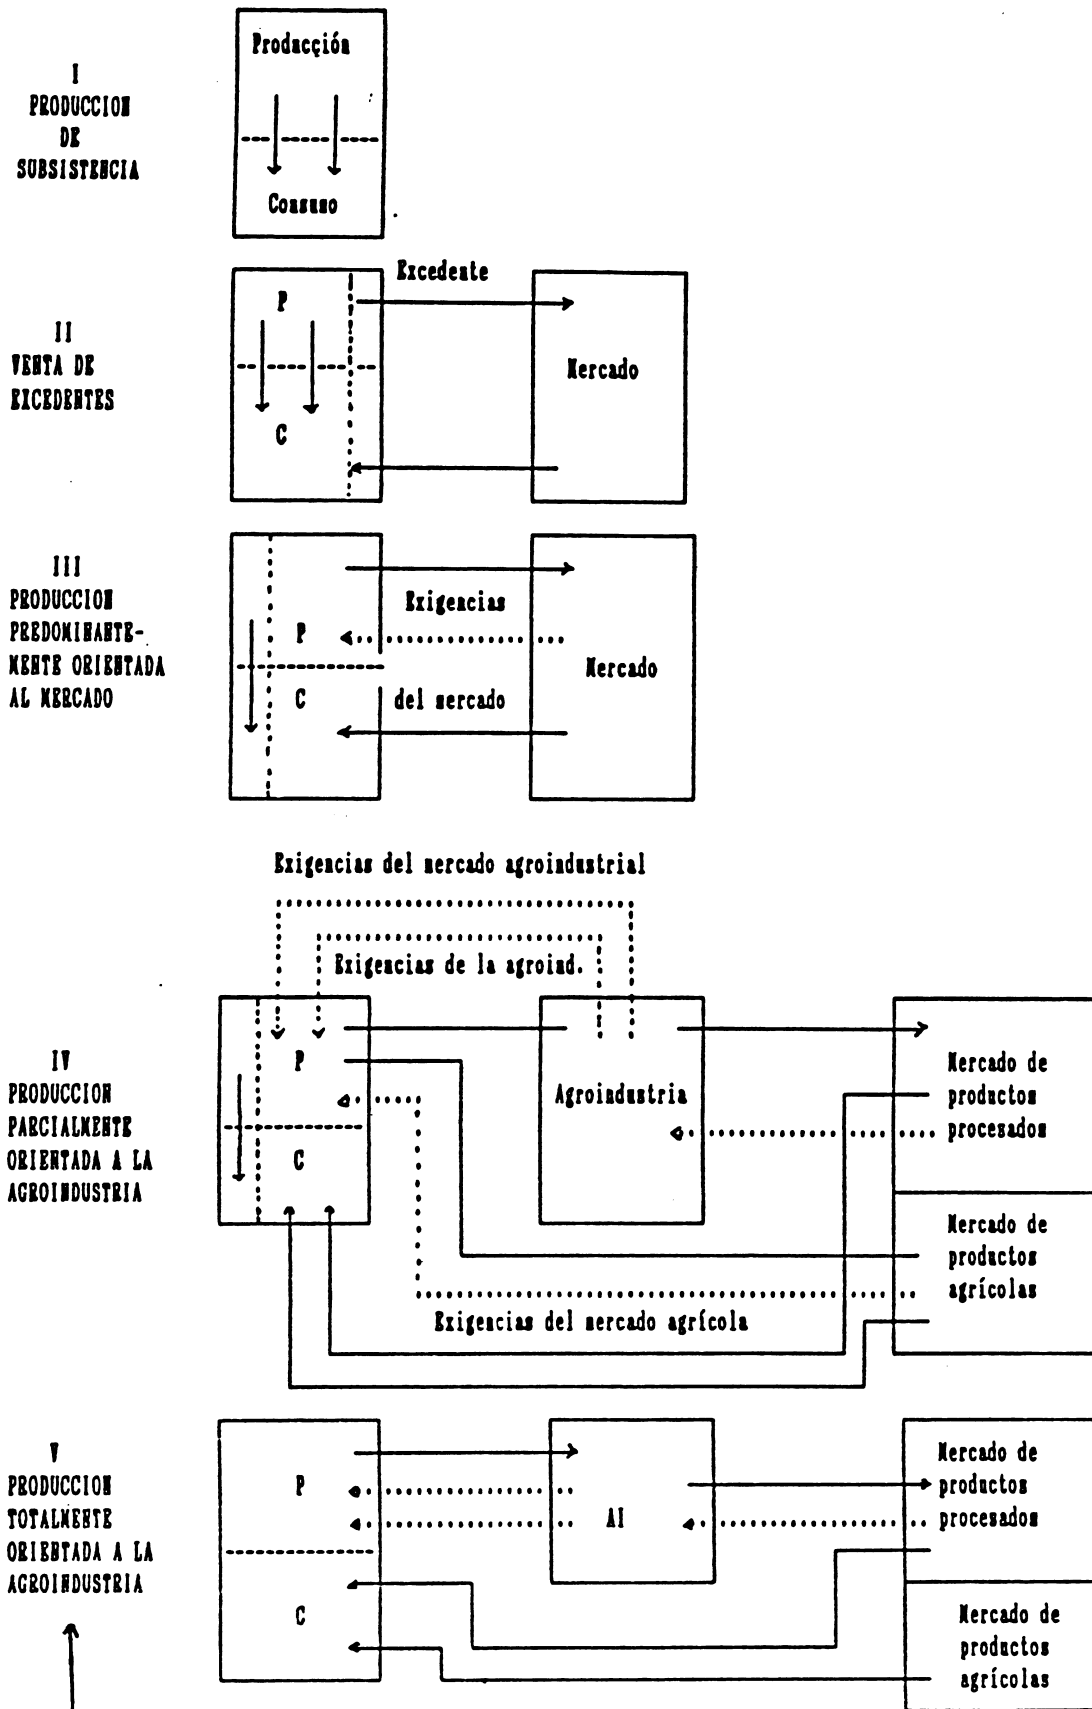 I
PRODUCCION
DE
SUBSISTENCIA
Producción
Consumo
II
VENTA DE
EXCEDENTES
P
C
Excedente
Mercado
III
PRODUCCION
PREDOMINANTE-
MENTE ORIENTADA
AL MERCADO
P
C
Exigencias
del mercado
Mercado
Exigencias del mercado agroindustrial
Exigencias de la agroind.
IV
PRODUCCION
PARCIALMENTE
ORIENTADA A LA
AGROINDUSTRIA
P
C
Agroindustria
Mercado de
productos
procesados
Mercado de
productos
agrícolas
Exigencias del mercado agrícola
V
PRODUCCION
TOTALMENTE
ORIENTADA A LA
AGROINDUSTRIA
P
C
AI
Mercado de
productos
procesados
Mercado de
productos
agrícolas